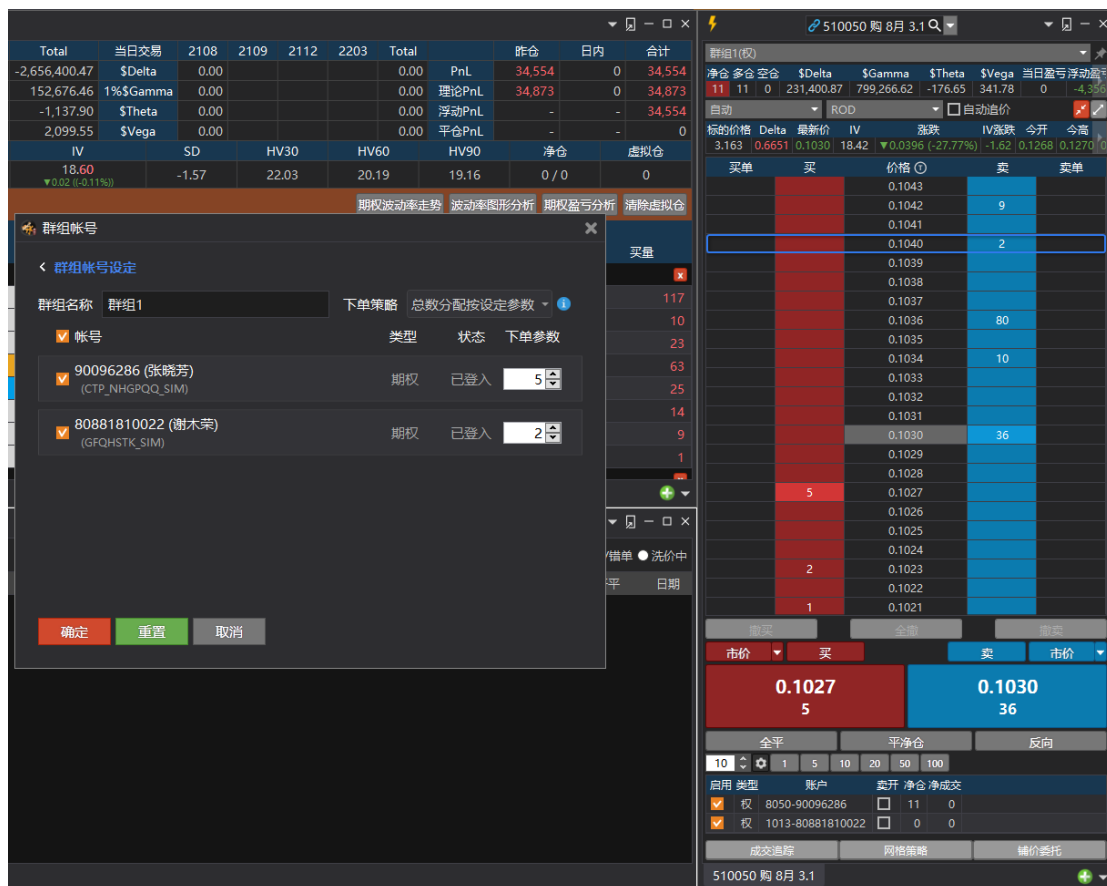 510050 购 8月 3.1
Total 当日交易 2108 2109 2112 2203 Total 昨仓 日内 合计
-2,656,400.47 $Delta 0.00 0.00 PnL 34,554 0 34,554
152,676.46 1%$Gamma 0.00 0.00 理论PnL 34,873 0 34,873
-1,137.90 $Theta 0.00 0.00 浮动PnL - - 34,554
2,099.55 $Vega 0.00 0.00 平仓PnL - - 0
IV SD HV30 HV60 HV90 净仓 虚拟仓
18.60 -1.57 22.03 20.19 19.16 0 / 0 0
▼0.02 ((-0.11%))
期权波动率走势 波动率图形分析 期权盈亏分析 清除虚拟仓
群组帐号
群组帐号设定
群组名称 群组1 下单策略 总数分配按设定参数
帐号 类型 状态 下单参数
90096286 (张晓芳) 期权 已登入 5
(CTP_NHGPQQ_SIM)
80881810022 (谢木荣) 期权 已登入 2
(GFQHSTK_SIM)
确定 重置 取消
买量
117
10
23
63
25
14
9
1
/错单 洗价中
平 日期
群组1(权)
净仓 多仓 空仓 $Delta $Gamma $Theta $Vega 当日盈亏 浮动盈亏
11 11 0 231,400.87 799,266.62 -176.65 341.78 0 -4,356
自动 ROD 自动追价
标的价格 Delta 最新价 IV 涨跌 IV涨跌 今开 今高
3.163 0.6651 0.1030 18.42 ▼0.0396 (-27.77%) -1.62 0.1268 0.1270 0
买单 买 价格 卖 卖单
0.1043
0.1042 9
0.1041
0.1040 2
0.1039
0.1038
0.1037
0.1036 80
0.1035
0.1034 10
0.1033
0.1032
0.1031
0.1030 36
0.1029
0.1028
5 0.1027
0.1026
0.1025
0.1024
2 0.1023
0.1022
1 0.1021
撤买 全撤 撤卖
市价 买 卖 市价
0.1027 0.1030
5 36
全平 平净仓 反向
10 1 5 10 20 50 100
启用 类型 账户 卖开 净仓 净成交
权 8050-90096286 11 0
权 1013-80881810022 0 0
成交追踪 网格策略 铺价委托
510050 购 8月 3.1